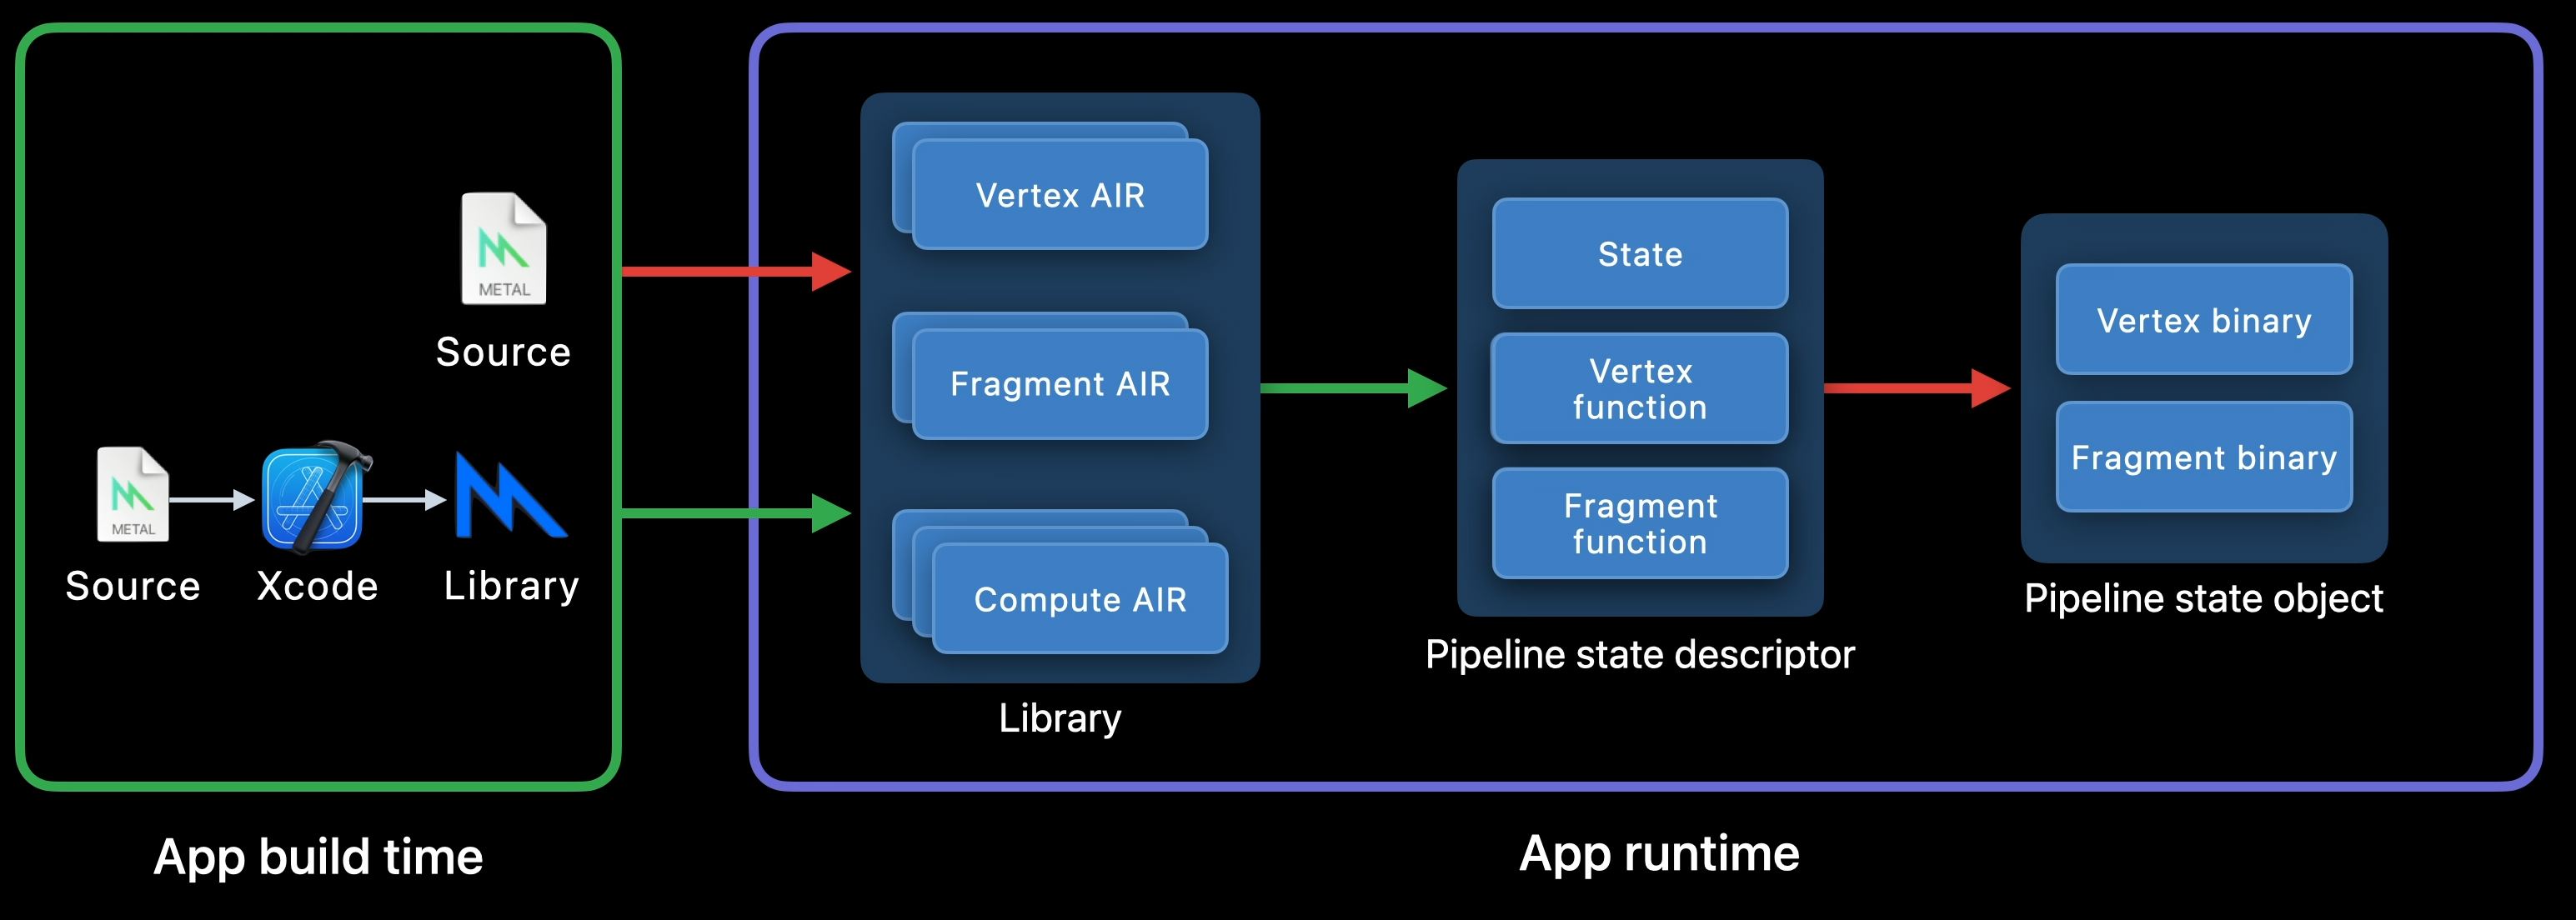 METAL
Source
METAL
Source
Xcode
Library
App build time
Vertex AIR
Fragment AIR
Compute AIR
Library
State
Vertex
function
Fragment
function
Pipeline state descriptor
Vertex binary
Fragment binary
Pipeline state object
App runtime